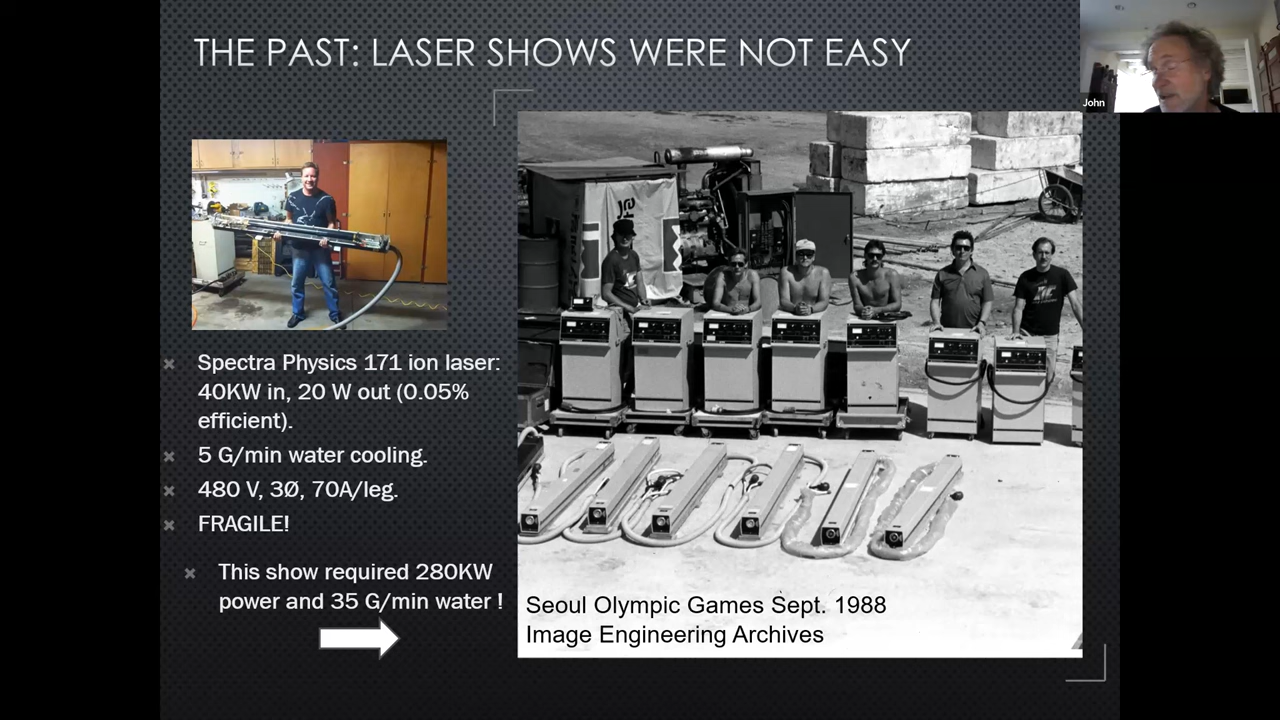 THE PAST: LASER SHOWS WERE NOT EASY
John
Spectra Physics 171 ion laser:
40KW in, 20 W out (0.05%
efficient).
5 G/min water cooling.
480 V, 3Ø, 70A/leg.
FRAGILE!
This show required 280KW
power and 35 G/min water !
Seoul Olympic Games Sept. 1988
Image Engineering Archives